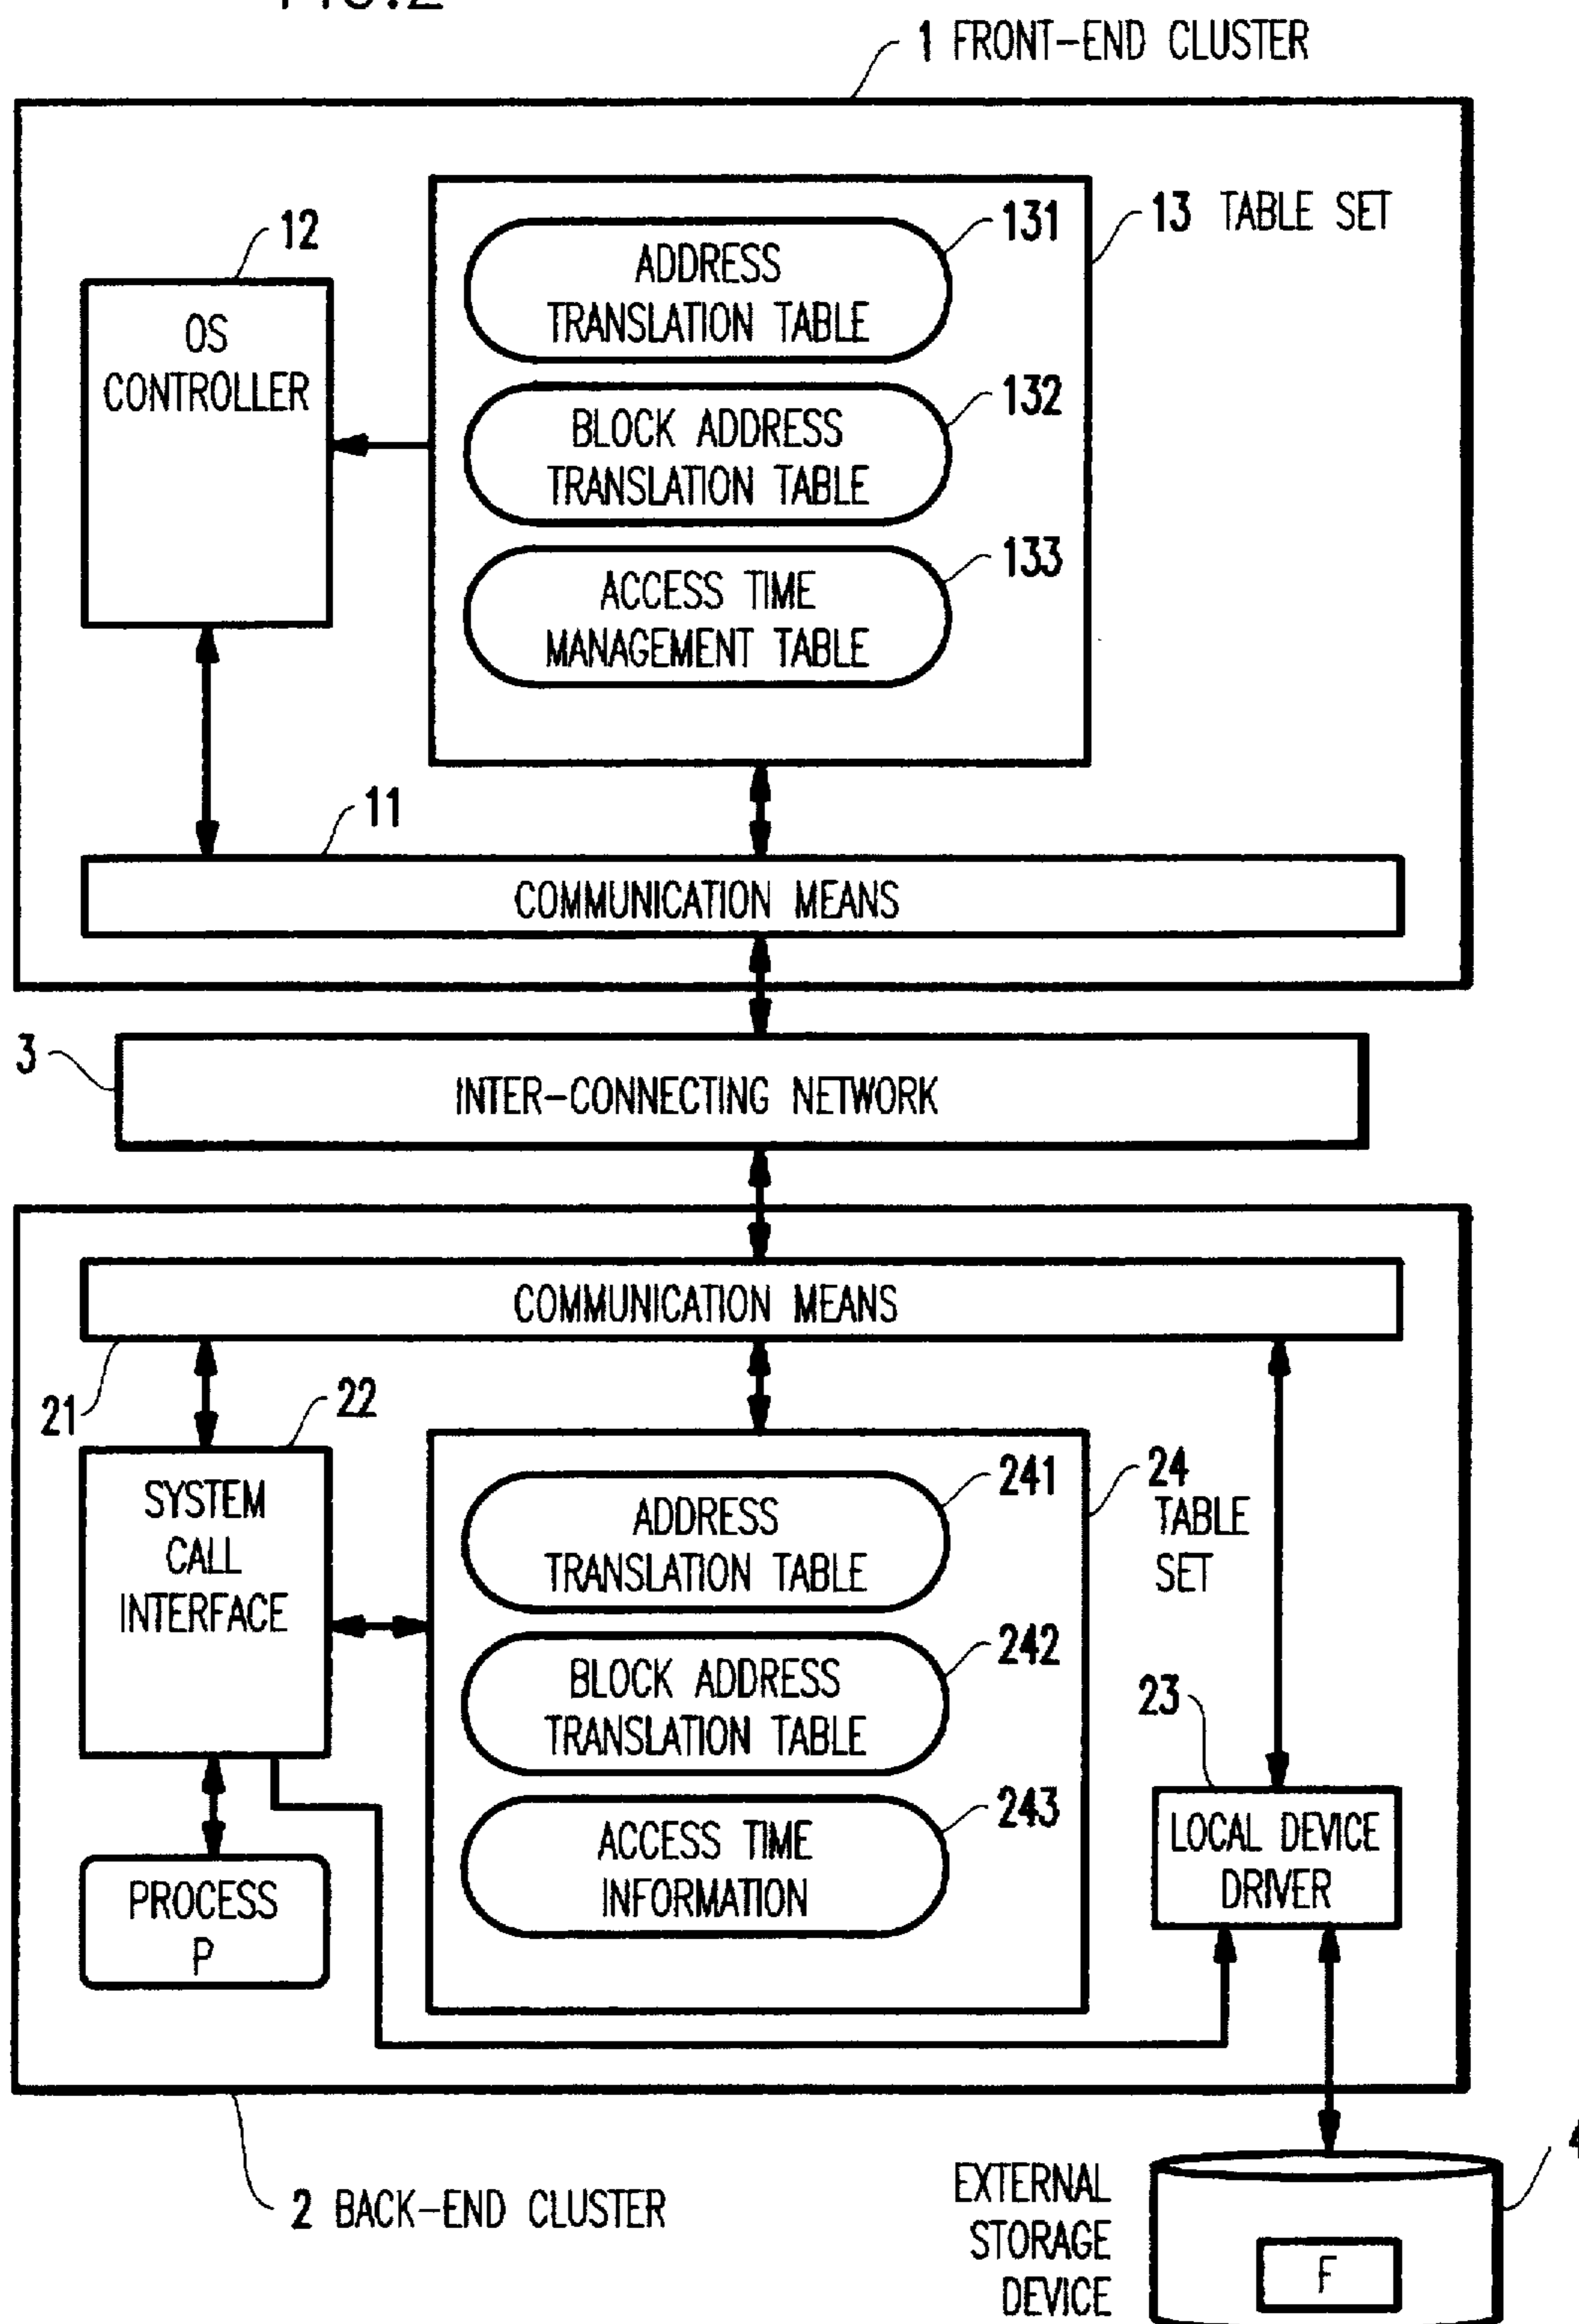 FIG.2
1 FRONT-END CLUSTER
12
131
13 TABLE SET
ADDRESS
TRANSLATION TABLE
OS
CONTROLLER
132
BLOCK ADDRESS
TRANSLATION TABLE
133
ACCESS TIME
MANAGEMENT TABLE
11
COMMUNICATION MEANS
3
INTER-CONNECTING NETWORK
COMMUNICATION MEANS
21
22
SYSTEM
CALL
INTERFACE
241
24
TABLE
SET
ADDRESS
TRANSLATION TABLE
242
BLOCK ADDRESS
TRANSLATION TABLE
23
243
ACCESS TIME
INFORMATION
LOCAL DEVICE
DRIVER
PROCESS
P
2 BACK-END CLUSTER
4
EXTERNAL
STORAGE
DEVICE
F